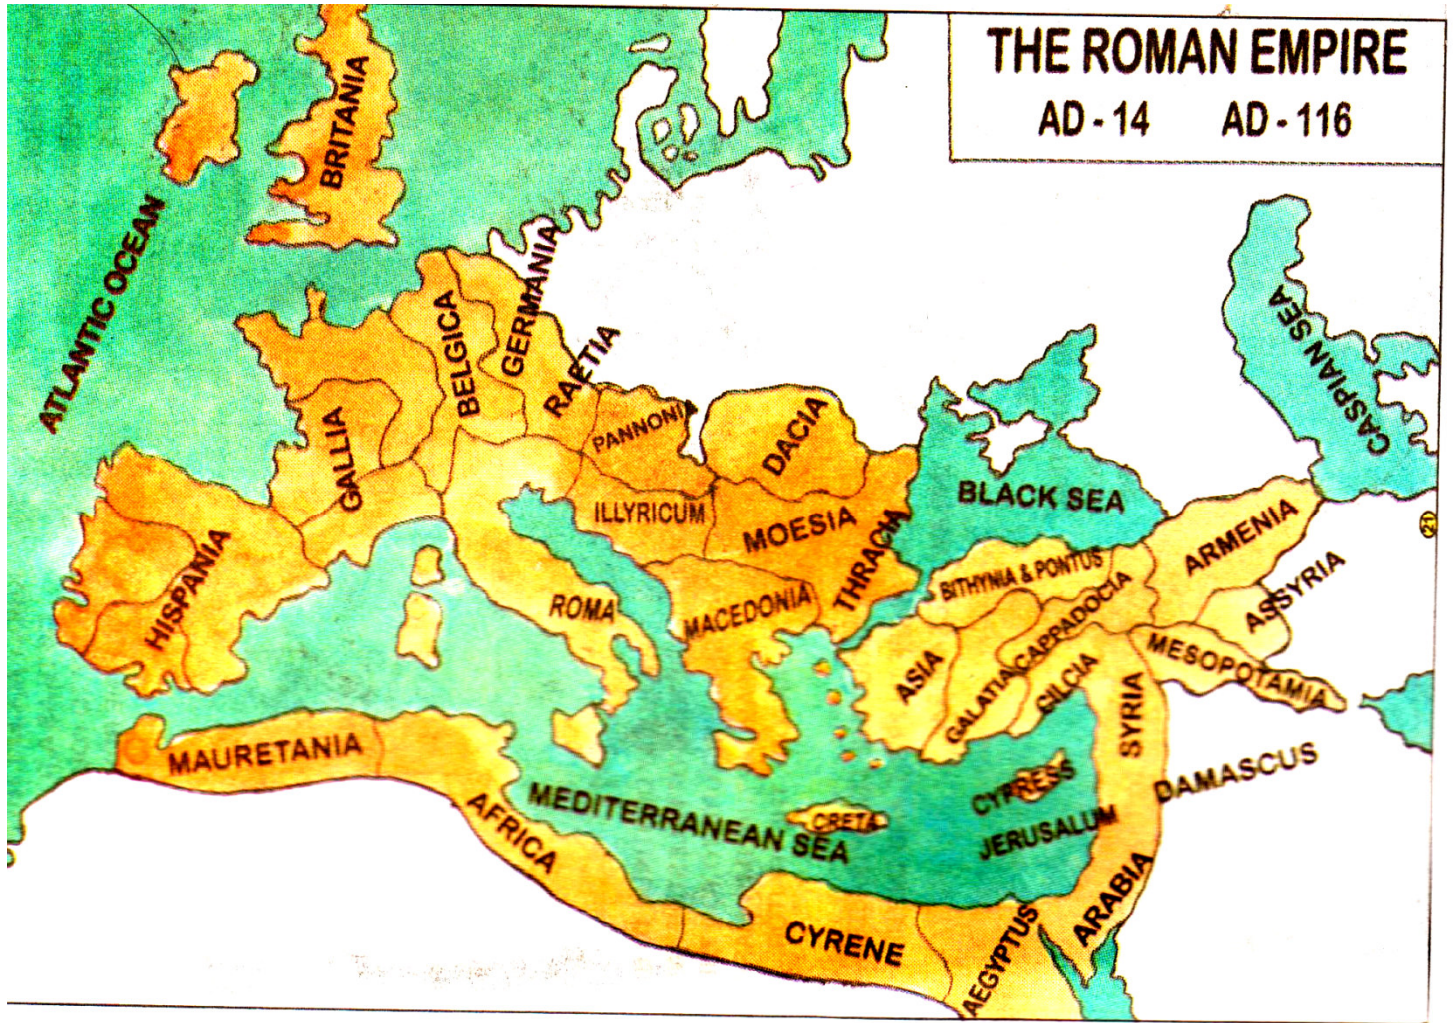 THE ROMAN EMPIRE
AD - 14 AD - 116
BRITANIA
ATLANTIC OCEAN
GERMANIA
BELGICA
RAETIA
GALLIA
PANNONIA
DACIA
CASPIAN SEA
HISPANIA
ILLYRICUM
MOESIA
BLACK SEA
THRACIA
ARMENIA
21
ROMA
MACEDONIA
BITHYNIA & PONTUS
CAPPADOCIA
ASSYRIA
ASIA
GALATIA
SILCIA
MESOPOTAMIA
SYRIA
MAURETANIA
AFRICA
MEDITERRANEAN SEA
CRETA
CYPRESS
JERUSALUM
DAMASCUS
CYRENE
AEGYPTUS
ARABIA